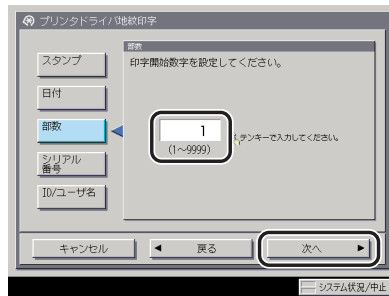 プリンタドライバ地紋印字
部数
スタンプ
印字開始数字を設定してください。
日付
部数
1
テンキーで入力してください。
(1～9999)
シリアル
番号
ID/ユーザ名
キャンセル
◀ 戻る
次へ ▶
システム状況/中止